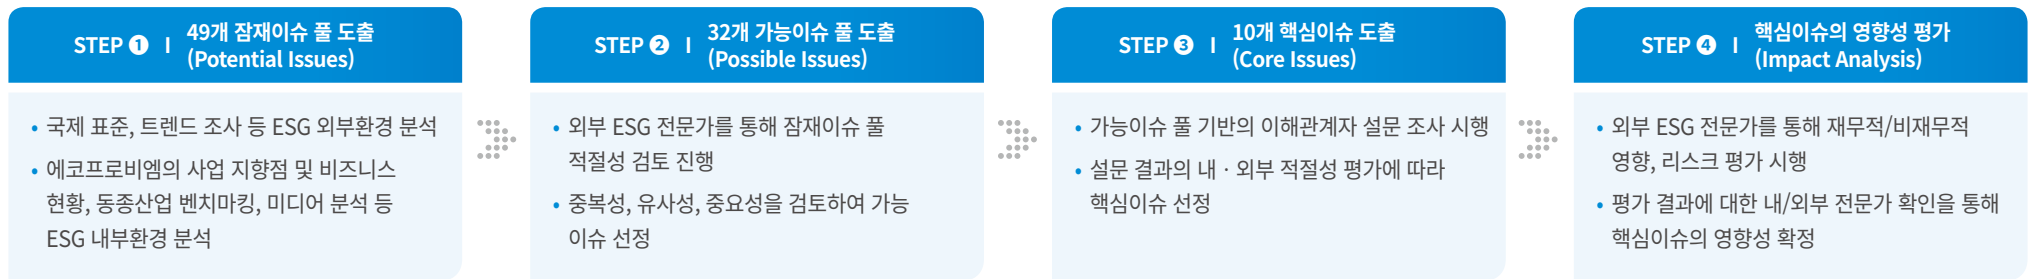 STEP ❶ I 49개 잠재이슈 풀 도출
(Potential Issues)
• 국제 표준, 트렌드 조사 등 ESG 외부환경 분석
• 에코프로비엠의 사업 지향점 및 비즈니스
현황, 동종산업 벤치마킹, 미디어 분석 등
ESG 내부환경 분석
STEP ❷ I 32개 가능이슈 풀 도출
(Possible Issues)
• 외부 ESG 전문가를 통해 잠재이슈 풀
적절성 검토 진행
• 중복성, 유사성, 중요성을 검토하여 가능
이슈 선정
STEP ❸ I 10개 핵심이슈 도출
(Core Issues)
• 가능이슈 풀 기반의 이해관계자 설문 조사 시행
• 설문 결과의 내 · 외부 적절성 평가에 따라
핵심이슈 선정
STEP ❹ I 핵심이슈의 영향성 평가
(Impact Analysis)
• 외부 ESG 전문가를 통해 재무적/비재무적
영향, 리스크 평가 시행
• 평가 결과에 대한 내/외부 전문가 확인을 통해
핵심이슈의 영향성 확정